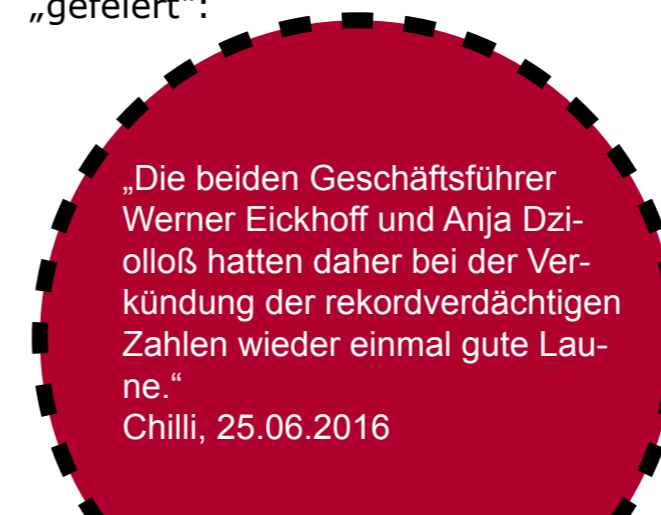 „gefeiert“:
„Die beiden Geschäftsführer
Werner Eickhoff und Anja Dzi-
olloß hatten daher bei der Ver-
kündung der rekordverdächtigen
Zahlen wieder einmal gute Lau-
ne.“
Chilli, 25.06.2016